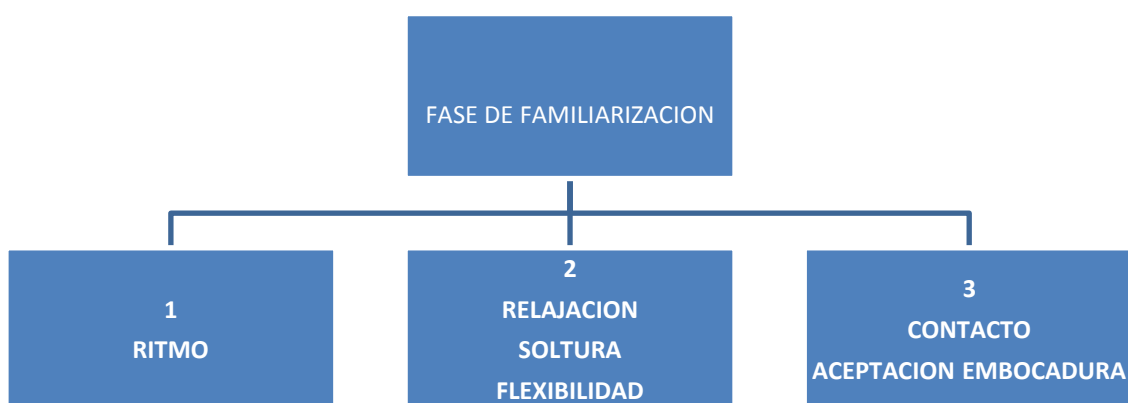 FASE DE FAMILIARIZACION
1
RITMO
2
RELAJACION
SOLTURA
FLEXIBILIDAD
3
CONTACTO
ACEPTACION EMBOCADURA